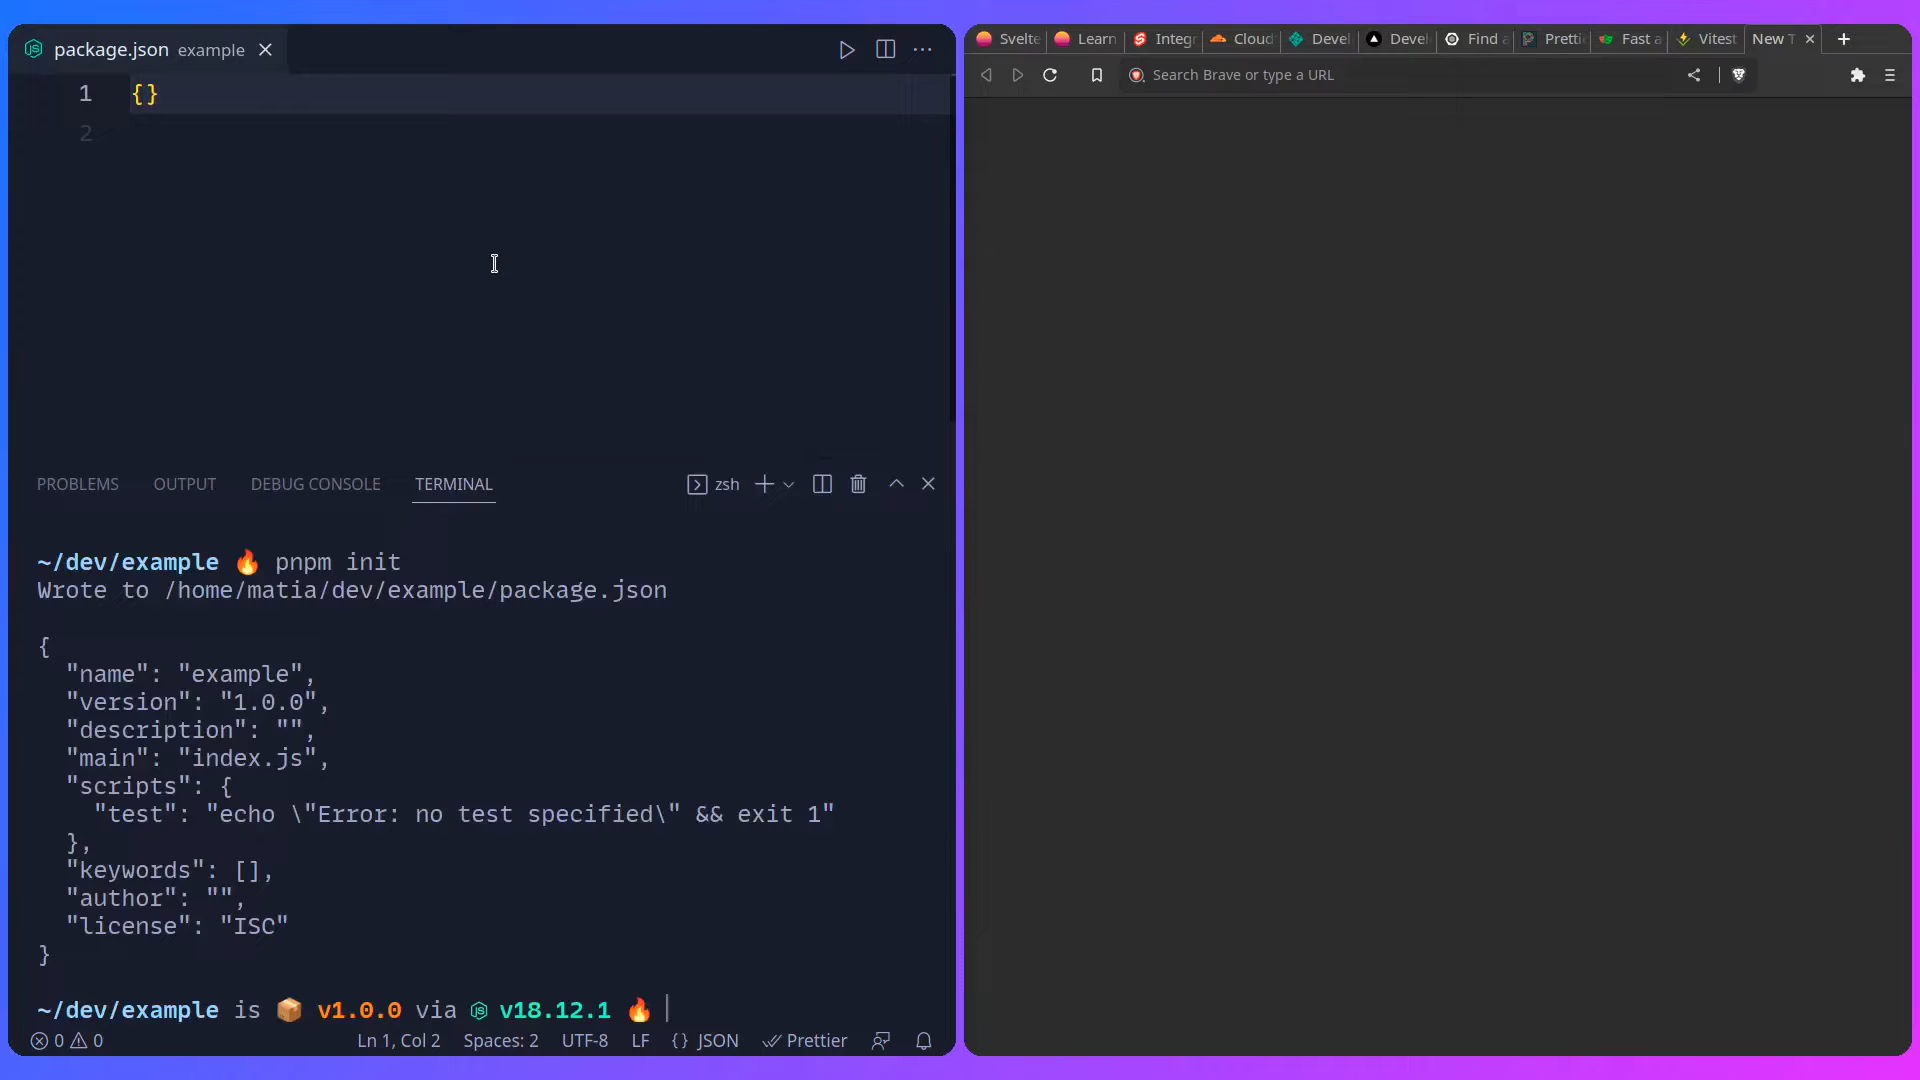 package.json example
1 {}
2
PROBLEMS OUTPUT DEBUG CONSOLE TERMINAL zsh
~/dev/example 🔥 pnpm init
Wrote to /home/matia/dev/example/package.json
{
  "name": "example",
  "version": "1.0.0",
  "description": "",
  "main": "index.js",
  "scripts": {
    "test": "echo \"Error: no test specified\" && exit 1"
  },
  "keywords": [],
  "author": "",
  "license": "ISC"
}
~/dev/example is 📦 v1.0.0 via v18.12.1 🔥
0 0 Ln 1, Col 2 Spaces: 2 UTF-8 LF {} JSON Prettier
Svelte Learn Integr Cloud Devel Devel Find a Pretti Fast a Vitest New T
Search Brave or type a URL